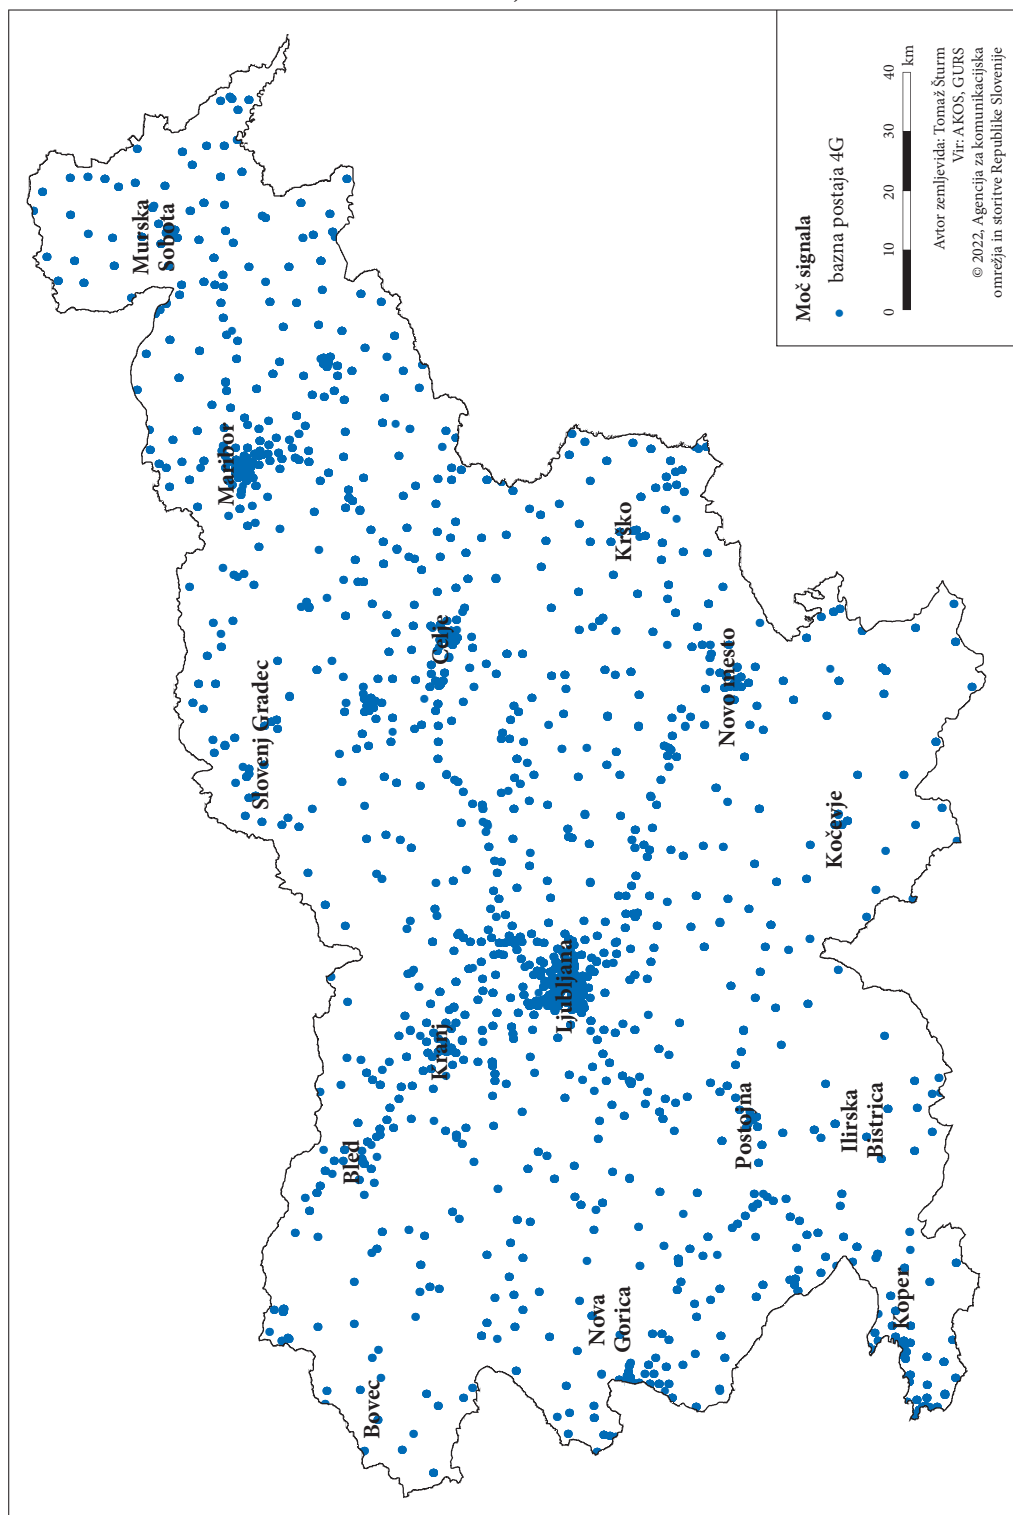 Murska
Sobota
Maribor
Slovenj Gradec
Celje
Krško
Novo mesto
Kočevje
Ljubljana
Kranj
Bled
Bovec
Nova
Gorica
Postojna
Ilirska
Bistrica
Koper
Moč signala
bazna postaja 4G
0 10 20 30 40
km
Avtor zemljevida: Tomaž Šturm
Vir: AKOS, GURS
© 2022, Agencija za komunikacijska
omrežja in storitve Republike Slovenije